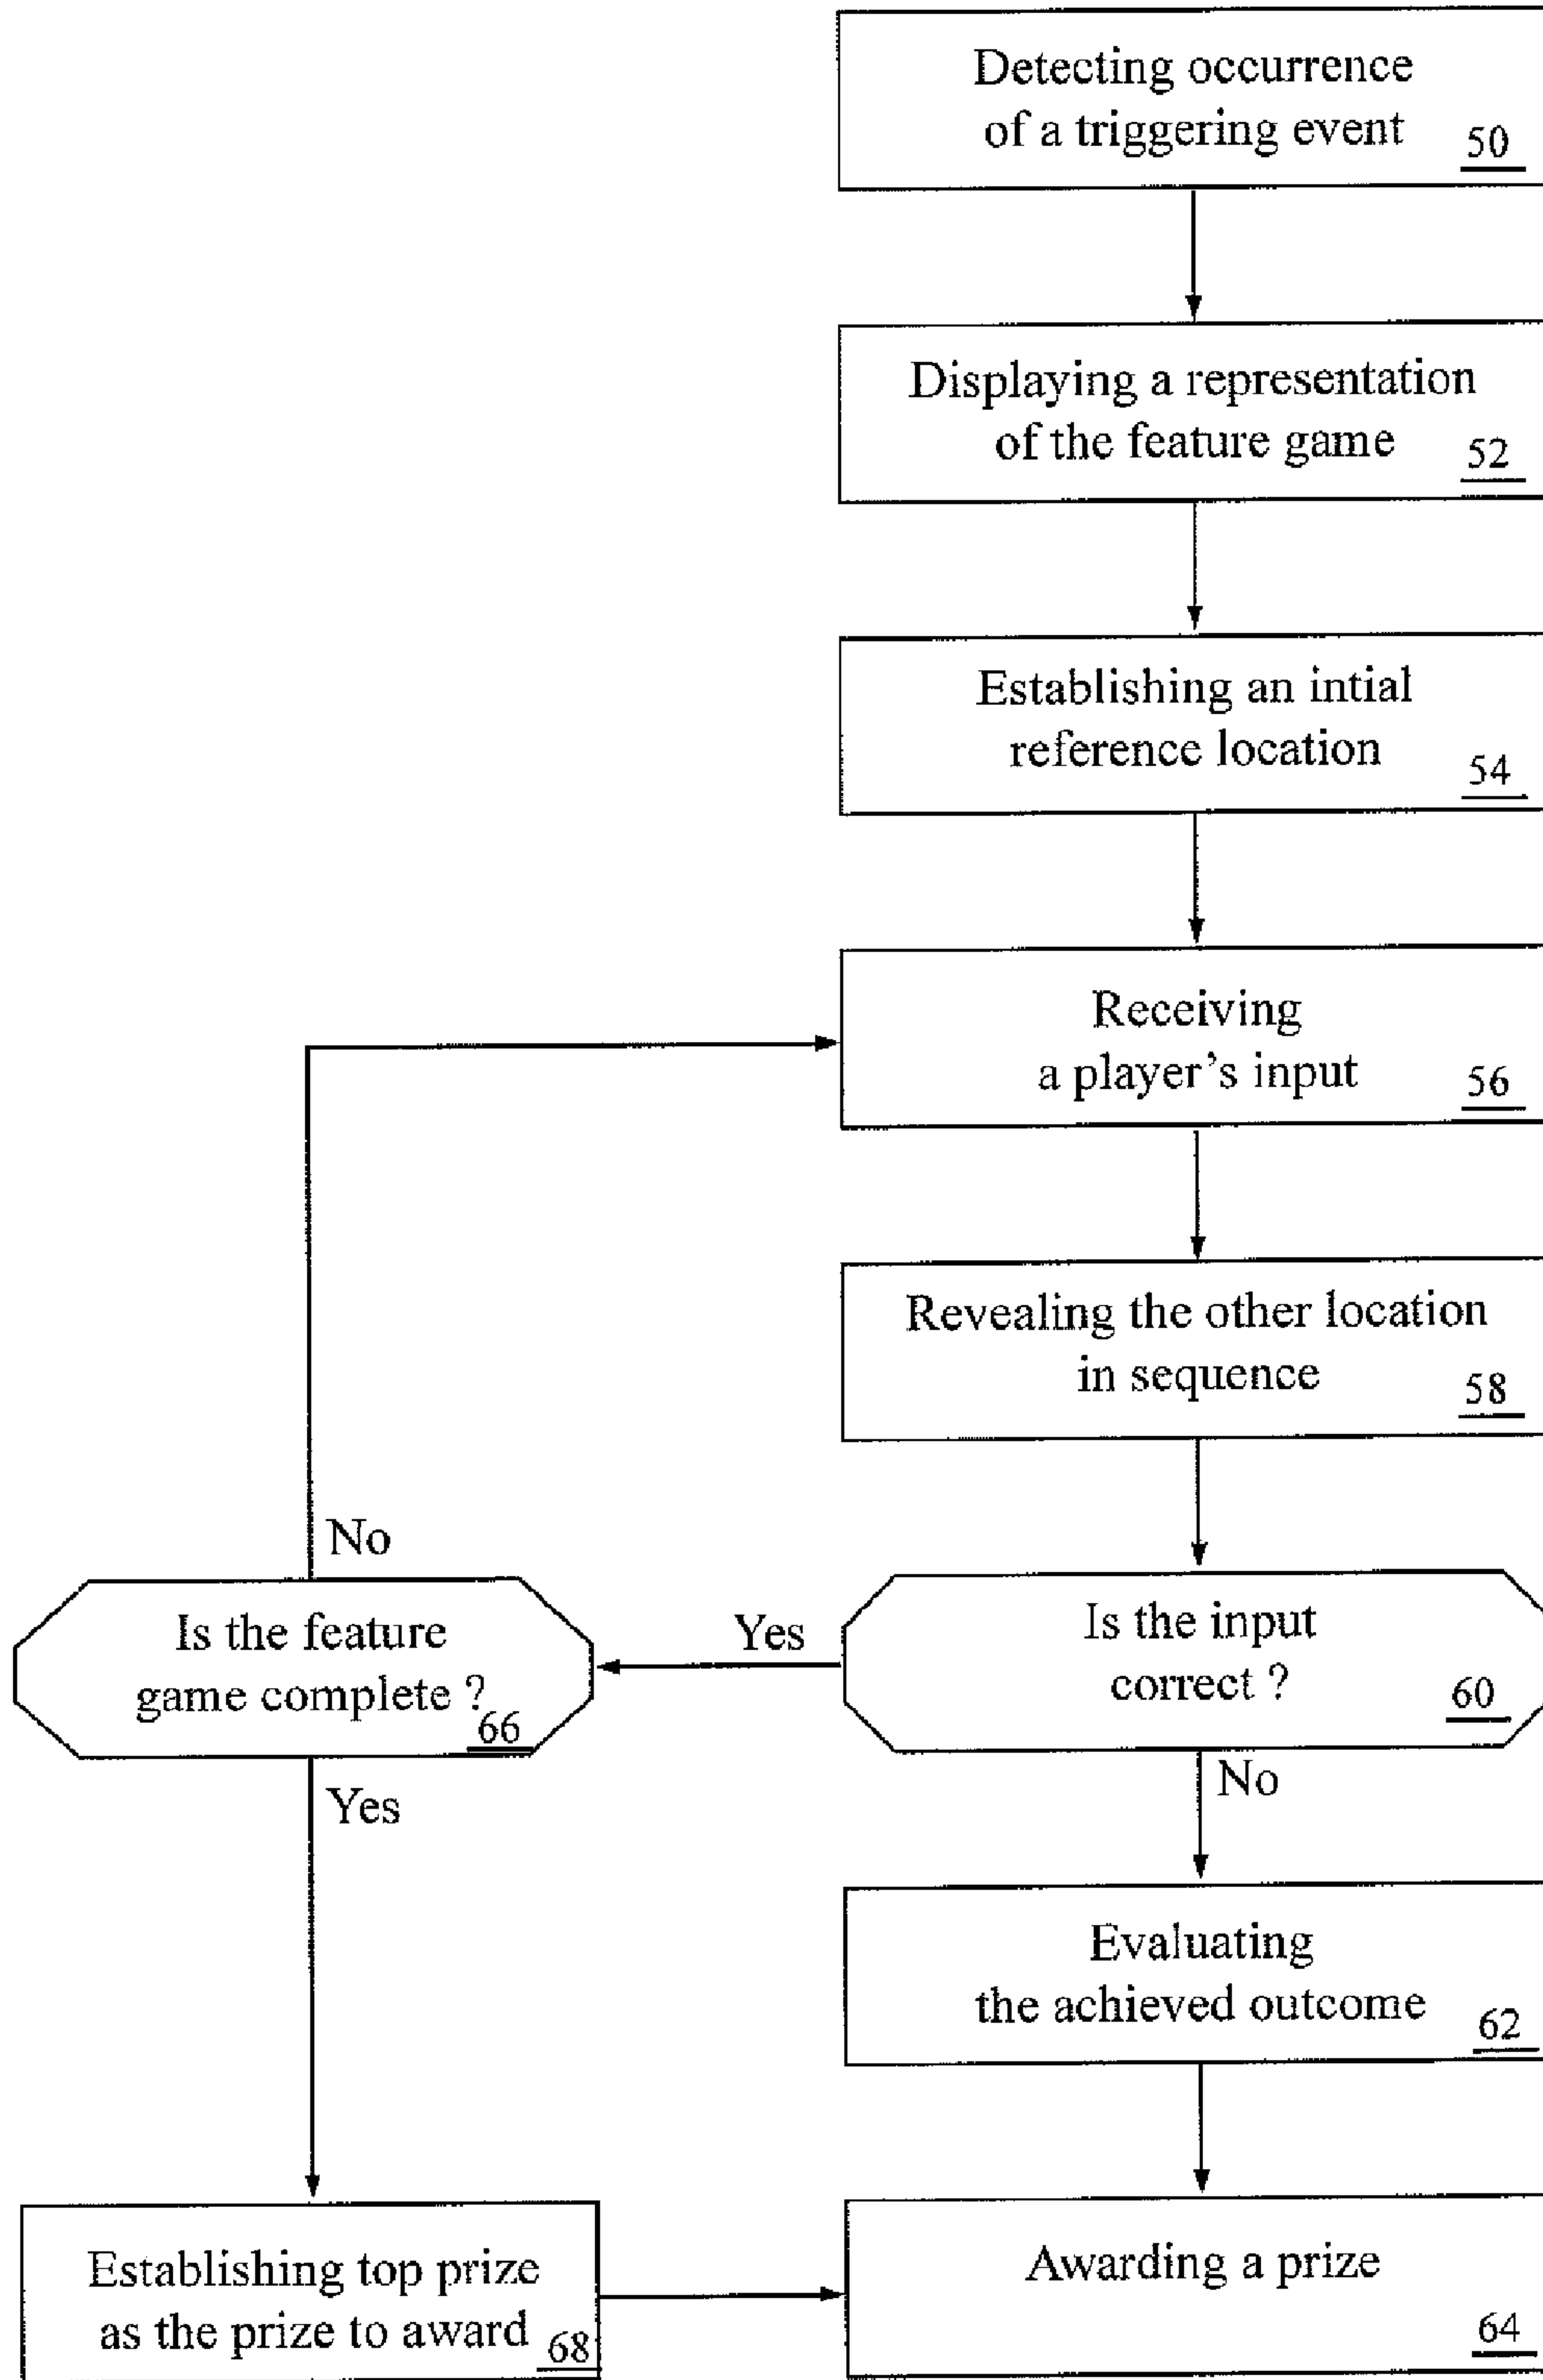 Detecting occurrence
of a triggering event
50
Displaying a representation
of the feature game
52
Establishing an intial
reference location
54
Receiving
a player's input
56
Revealing the other location
in sequence
58
No
Is the feature
game complete ?
66
Yes
Is the input
correct ?
60
Yes
No
Evaluating
the achieved outcome
62
Establishing top prize
as the prize to award
68
Awarding a prize
64